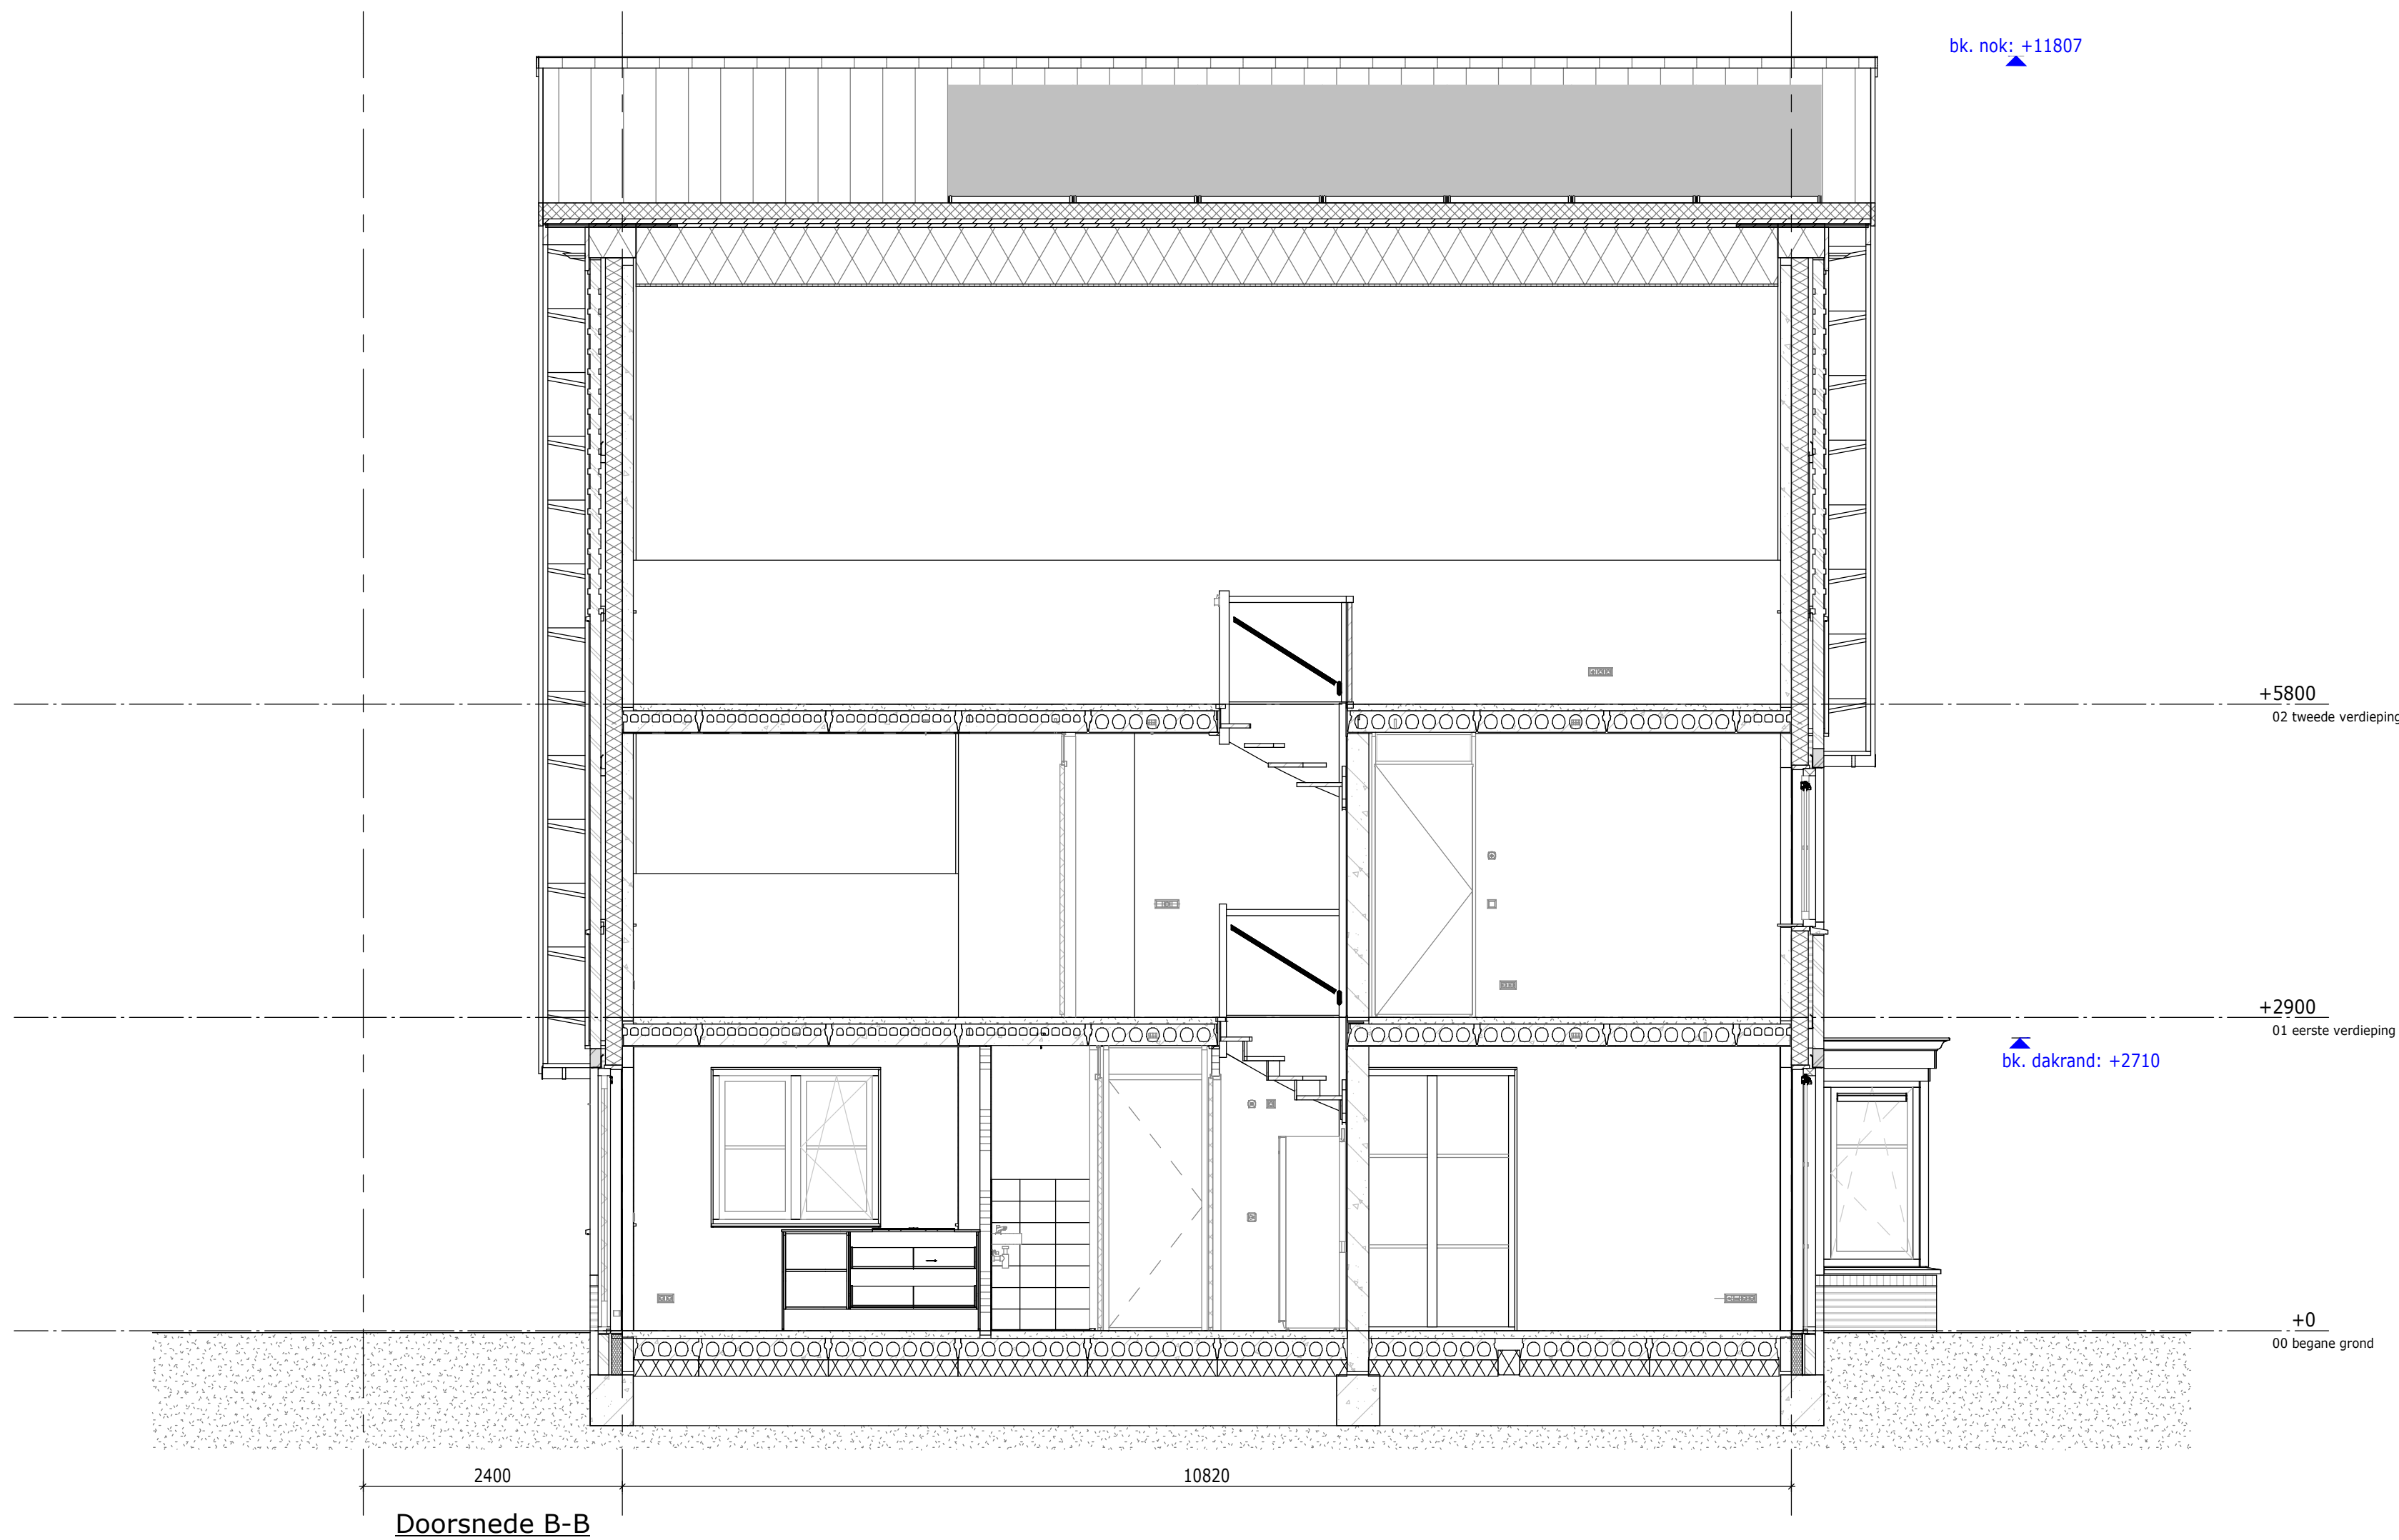 bk. nok: +11807
+5800
02 tweede verdieping
+2900
01 eerste verdieping
bk. dakrand: +2710
+0
00 begane grond
2400
10820
Doorsnede B-B